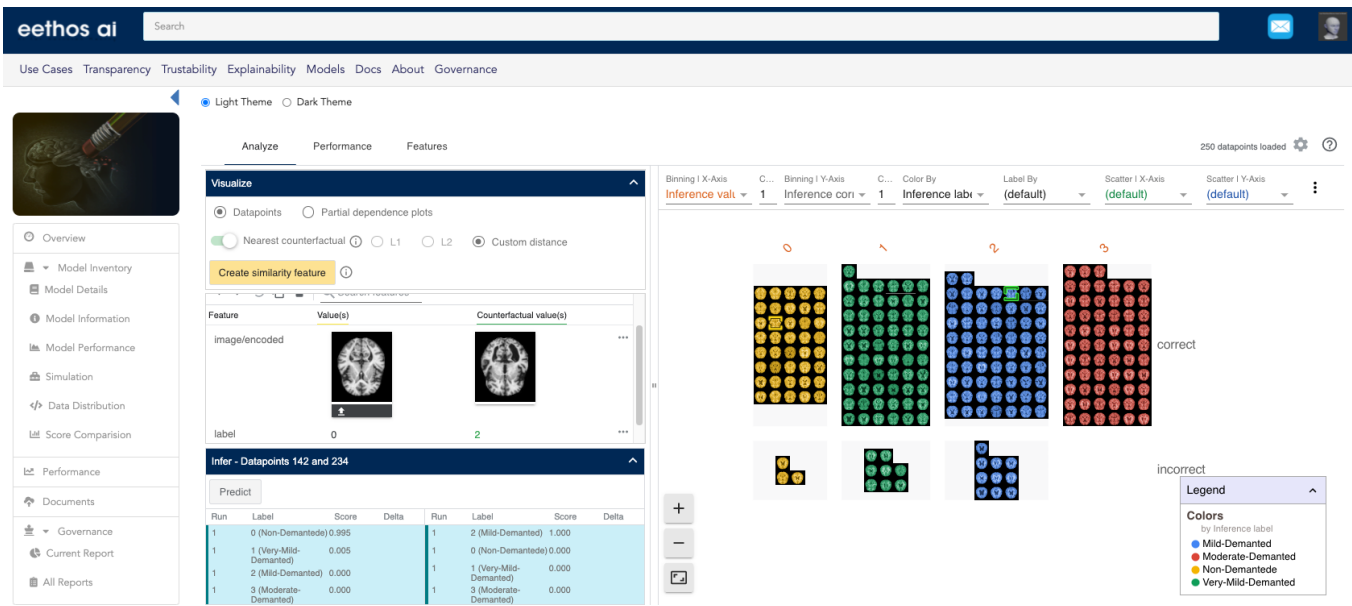 eethos ai
Search
Use Cases Transparency Trustability Explainability Models Docs About Governance
Light Theme Dark Theme
Analyze Performance Features
250 datapoints loaded
Overview
Model Inventory
Model Details
Model Information
Model Performance
Simulation
Data Distribution
Score Comparision
Performance
Documents
Governance
Current Report
All Reports
Visualize
Datapoints Partial dependence plots
Nearest counterfactual L1 L2 Custom distance
Create similarity feature
Search features
Feature Value(s) Counterfactual value(s)
image/encoded
label 0 2
Infer - Datapoints 142 and 234
Predict
Run Label Score Delta Run Label Score Delta
1 0 (Non-Demantede) 0.995 1 2 (Mild-Demanted) 1.000
1 1 (Very-Mild-Demanted) 0.005 1 0 (Non-Demantede) 0.000
1 2 (Mild-Demanted) 0.000 1 1 (Very-Mild-Demanted) 0.000
1 3 (Moderate-Demanted) 0.000 1 3 (Moderate-Demanted) 0.000
Binning | X-Axis C... Binning | Y-Axis C... Color By Label By Scatter | X-Axis Scatter | Y-Axis
Inference valu 1 Inference corr 1 Inference labe (default) (default) (default)
0 1 2 3
correct
incorrect
Legend
Colors
by Inference label
Mild-Demanted
Moderate-Demanted
Non-Demantede
Very-Mild-Demanted